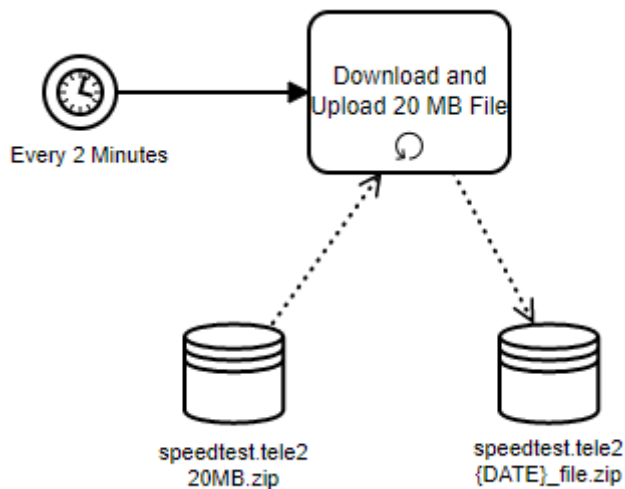 Download and
Upload 20 MB File
Every 2 Minutes
speedtest.tele2
20MB.zip
speedtest.tele2
{DATE}_file.zip